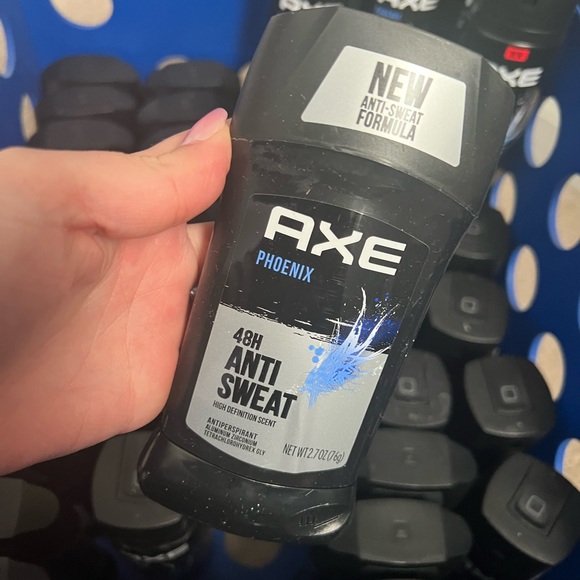 NEW
ANTI-SWEAT
FORMULA
AXE
PHOENIX
48H
ANTI
SWEAT
HIGH DEFINITION SCENT
ANTIPERSPIRANT
ALUMINUM ZIRCONIUM
TETRACHLOROHYDREX GLY
NET WT 2.7 OZ (76g)